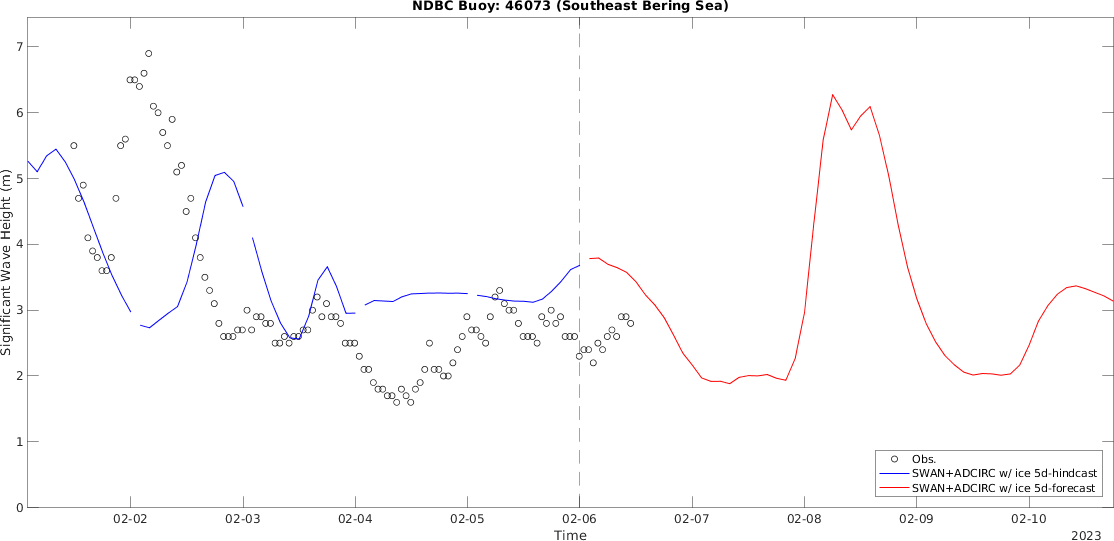 NDBC Buoy: 46073 (Southeast Bering Sea)
Significant Wave Height (m)
7
6
5
4
3
2
1
0
Obs.
SWAN+ADCIRC w/ ice 5d-hindcast
SWAN+ADCIRC w/ ice 5d-forecast
02-02 02-03 02-04 02-05 02-06 02-07 02-08 02-09 02-10
Time
2023